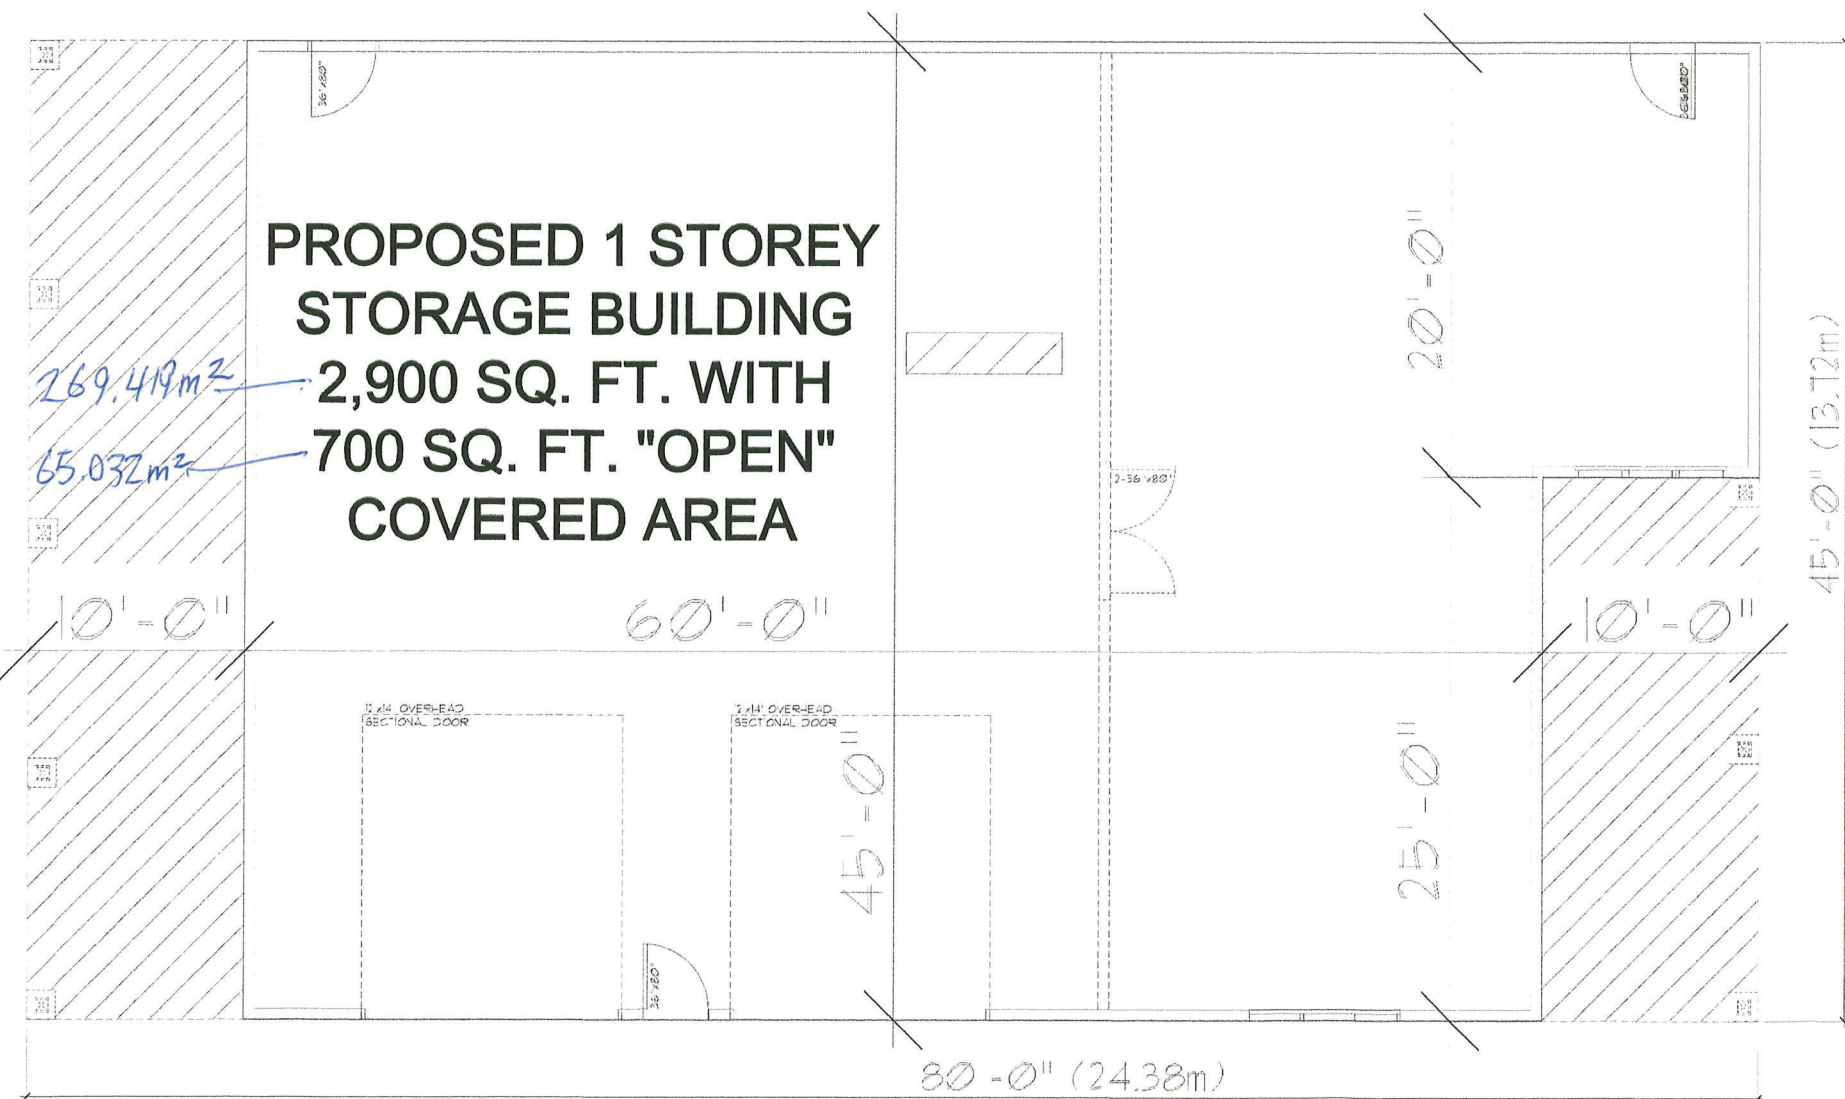 36"x80"
PROPOSED 1 STOREY
STORAGE BUILDING
2,900 SQ. FT. WITH
700 SQ. FT. "OPEN"
COVERED AREA
269.419m²
65.032m²
20'-0"
45'-0" (13.72m)
2-36"x80"
10'-0"
60'-0"
10'-0"
12'x14' OVERHEAD
SECTIONAL DOOR
12'x14' OVERHEAD
SECTIONAL DOOR
45'-0"
25'-0"
36"x80"
80'-0" (24.38m)